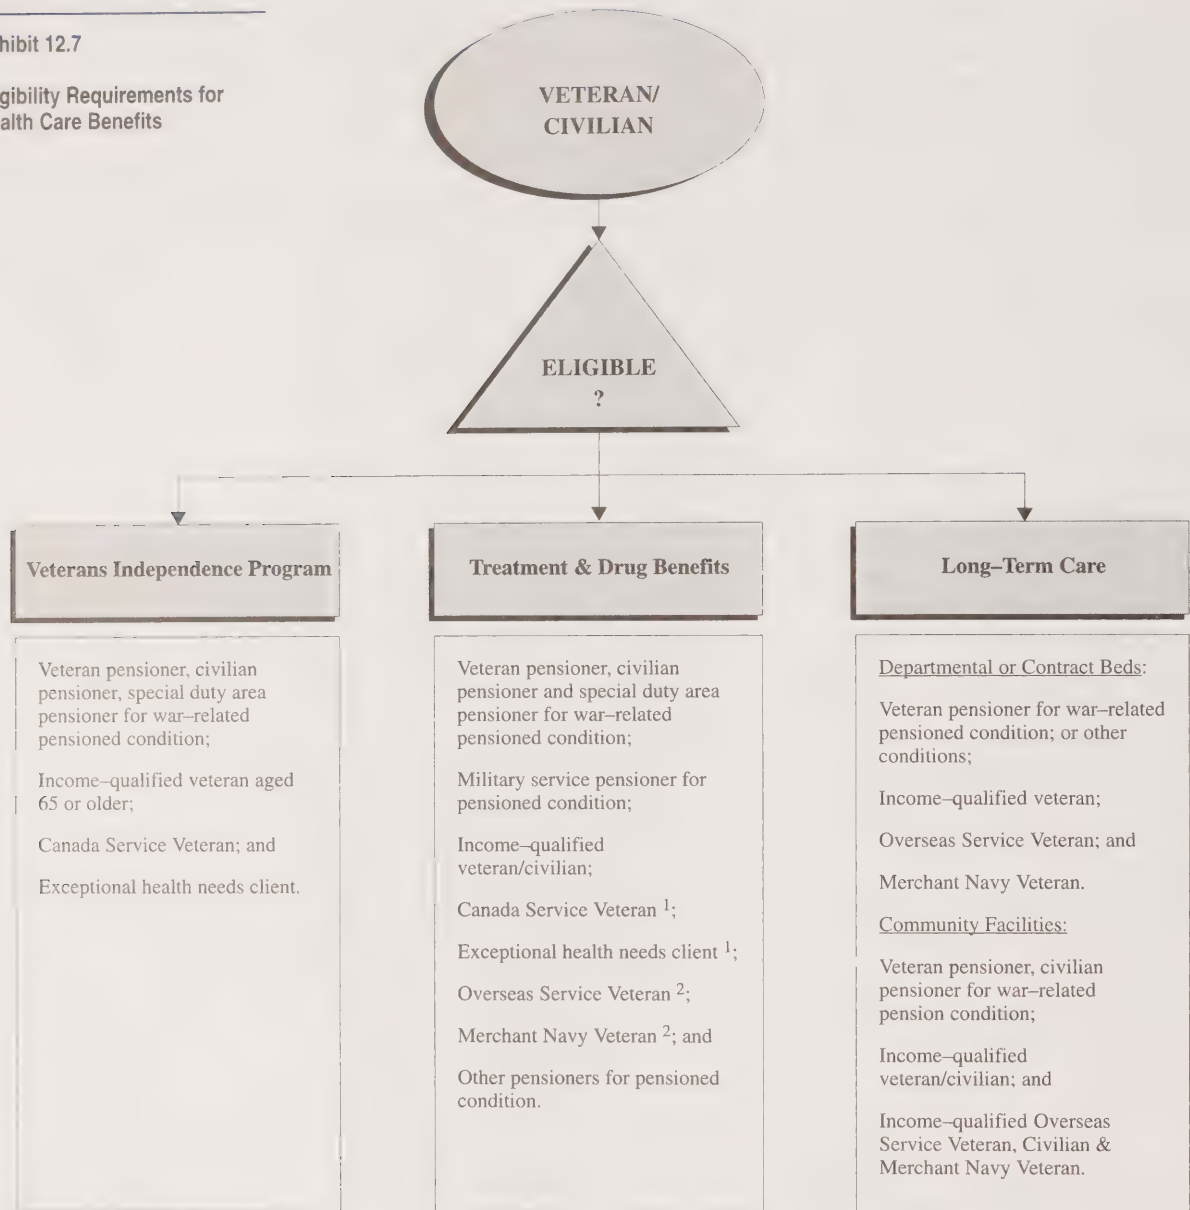 hibit 12.7
gibility Requirements for
alth Care Benefits
VETERAN/
CIVILIAN
ELIGIBLE
?
Veterans Independence Program
Veteran pensioner, civilian
pensioner, special duty area
pensioner for war–related
pensioned condition;
Income–qualified veteran aged
65 or older;
Canada Service Veteran; and
Exceptional health needs client.
Treatment & Drug Benefits
Veteran pensioner, civilian
pensioner and special duty area
pensioner for war–related
pensioned condition;
Military service pensioner for
pensioned condition;
Income–qualified
veteran/civilian;
Canada Service Veteran 1;
Exceptional health needs client 1;
Overseas Service Veteran 2;
Merchant Navy Veteran 2; and
Other pensioners for pensioned
condition.
Long–Term Care
Departmental or Contract Beds:
Veteran pensioner for war–related
pensioned condition; or other
conditions;
Income–qualified veteran;
Overseas Service Veteran; and
Merchant Navy Veteran.
Community Facilities:
Veteran pensioner, civilian
pensioner for war–related
pension condition;
Income–qualified
veteran/civilian; and
Income–qualified Overseas
Service Veteran, Civilian &
Merchant Navy Veteran.